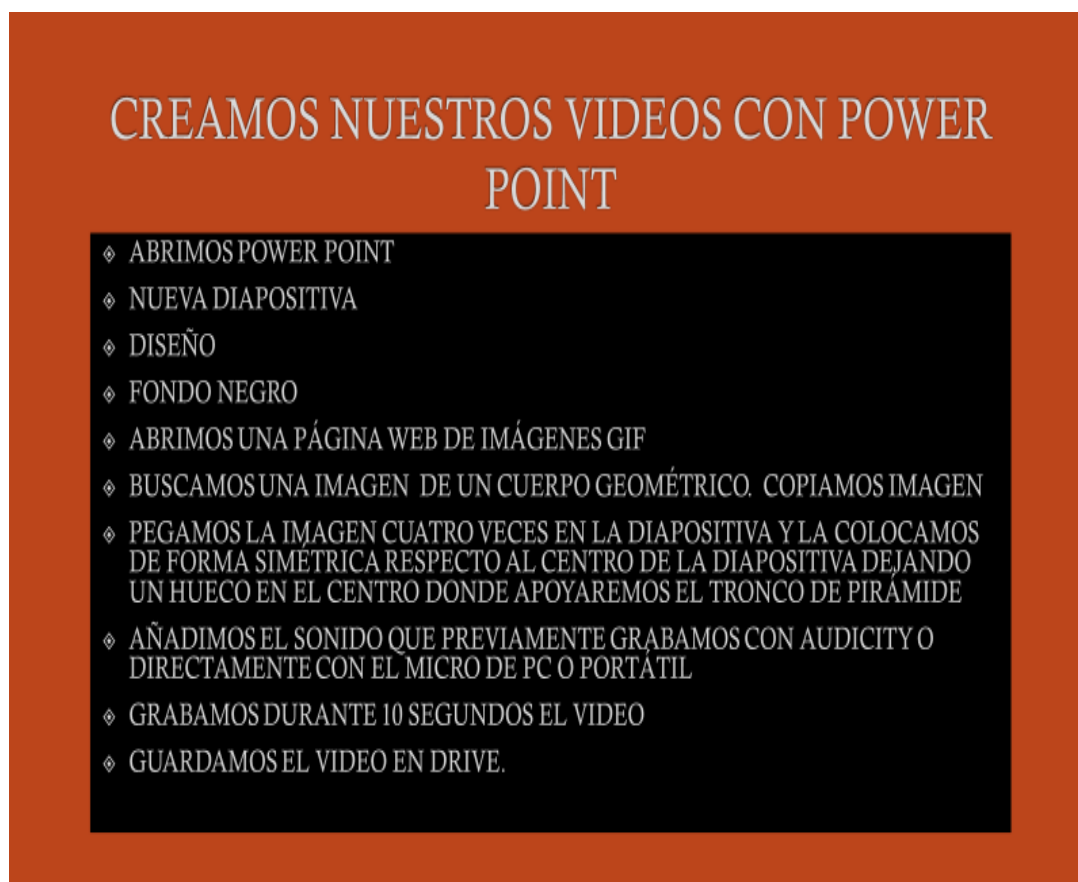 CREAMOS NUESTROS VIDEOS CON POWER
POINT
ABRIMOS POWER POINT
NUEVA DIAPOSITIVA
DISEÑO
FONDO NEGRO
ABRIMOS UNA PÁGINA WEB DE IMÁGENES GIF
BUSCAMOS UNA IMAGEN DE UN CUERPO GEOMÉTRICO. COPIAMOS IMAGEN
PEGAMOS LA IMAGEN CUATRO VECES EN LA DIAPOSITIVA Y LA COLOCAMOS
DE FORMA SIMÉTRICA RESPECTO AL CENTRO DE LA DIAPOSITIVA DEJANDO
UN HUECO EN EL CENTRO DONDE APOYAREMOS EL TRONCO DE PIRÁMIDE
AÑADIMOS EL SONIDO QUE PREVIAMENTE GRABAMOS CON AUDICITY O
DIRECTAMENTE CON EL MICRO DE PC O PORTÁTIL
GRABAMOS DURANTE 10 SEGUNDOS EL VIDEO
GUARDAMOS EL VIDEO EN DRIVE.